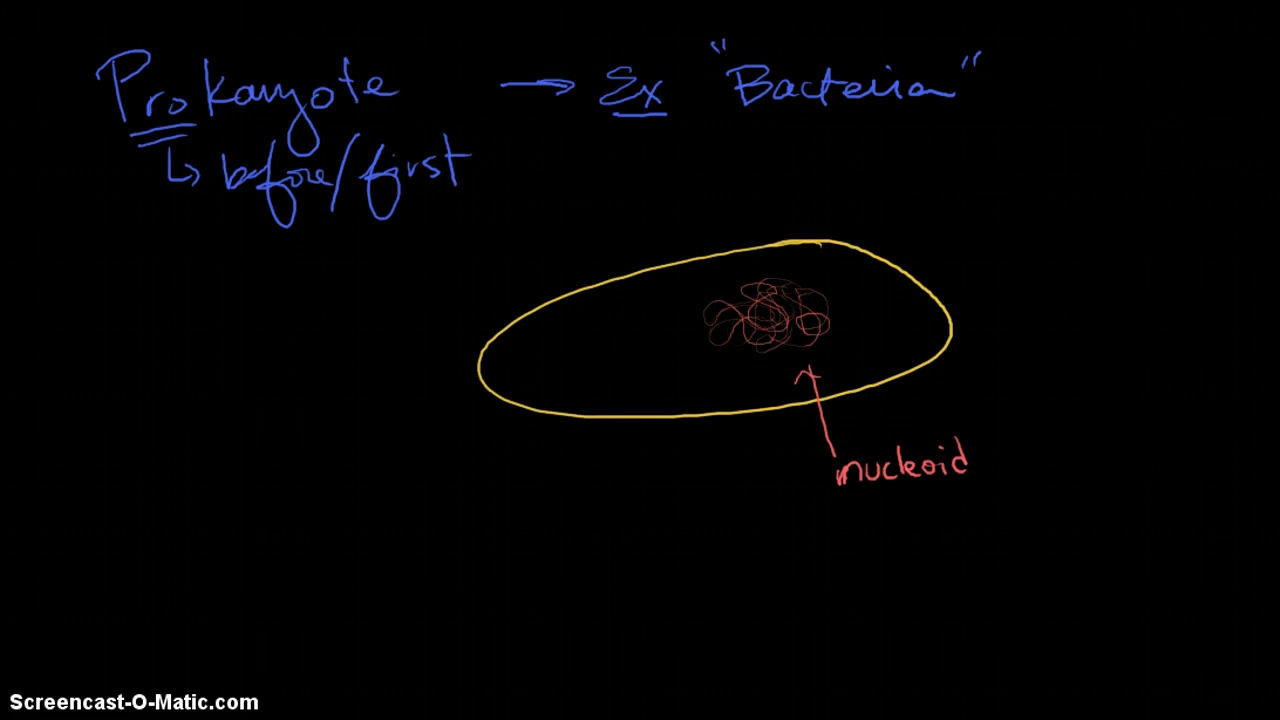 Prokaryote → Ex "Bacteria"
↳ before/first
nucleoid
Screencast-O-Matic.com